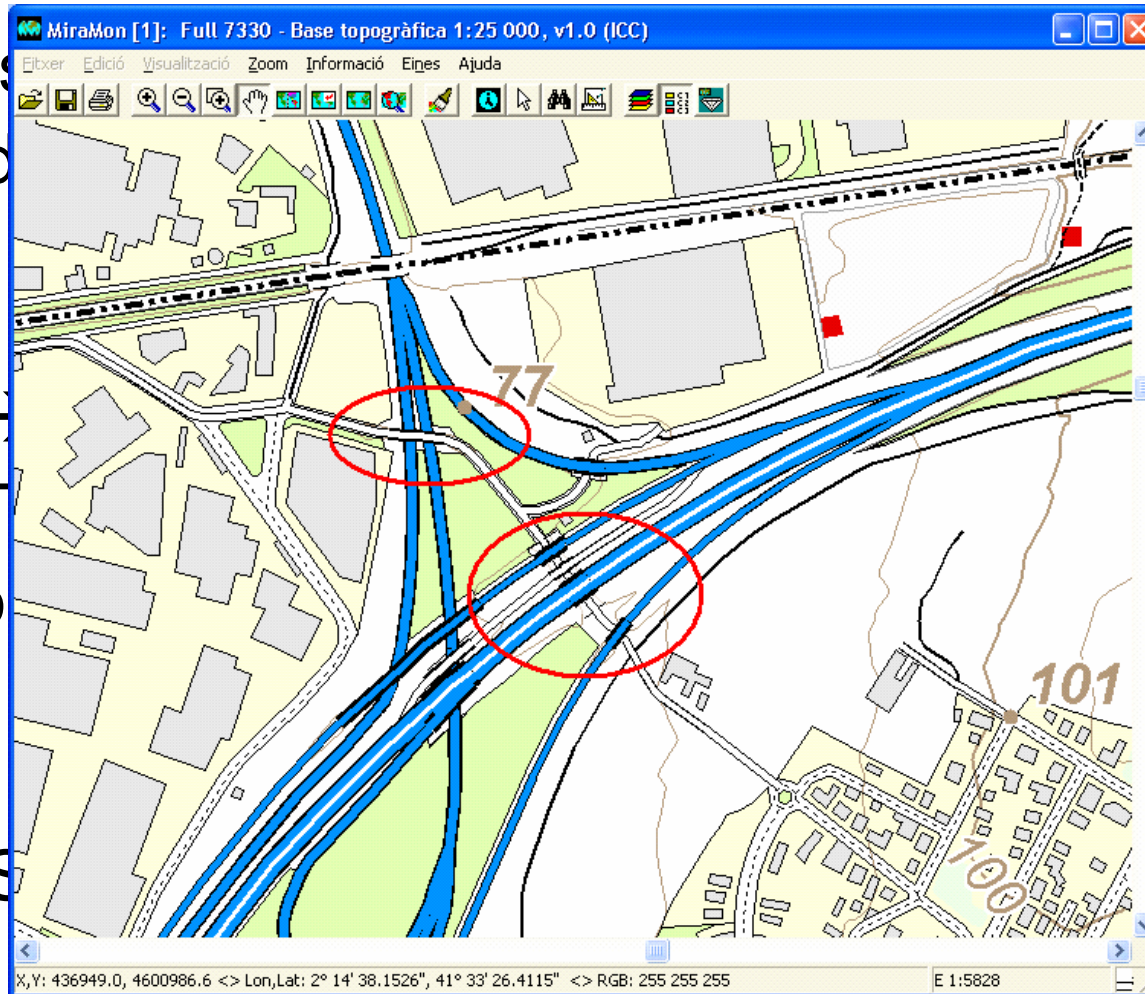 MiraMon [1]: Full 7330 - Base topogràfica 1:25 000, v1.0 (ICC)
Fitxer Edició Visualització Zoom Informació Eines Ajuda
77
101
100
X,Y: 436949.0, 4600986.6 <> Lon,Lat: 2° 14' 38.1526", 41° 33' 26.4115" <> RGB: 255 255 255 E 1:5828